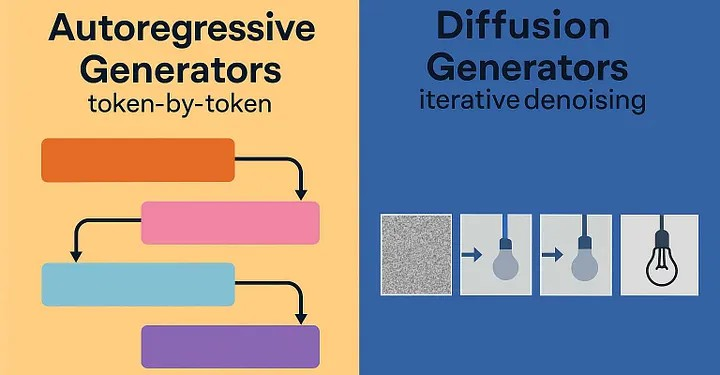 Autoregressive
Generators
token-by-token
Diffusion
Generators
iterative denoising